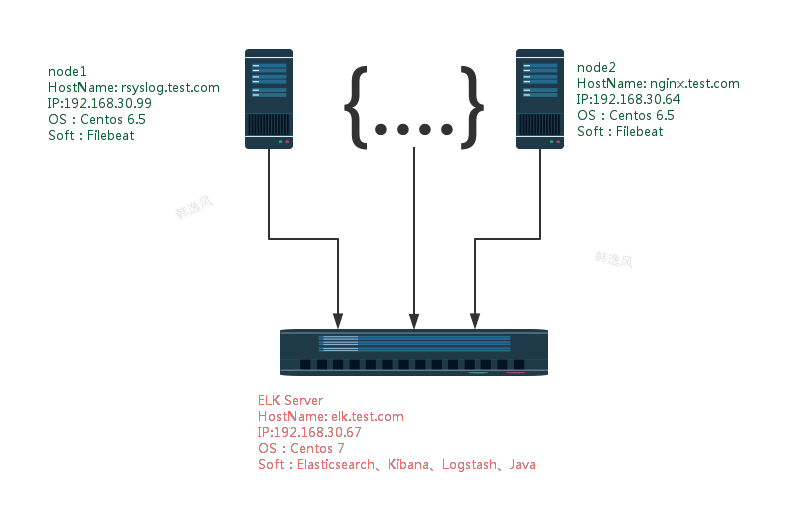 node1
HostName: rsyslog.test.com
IP:192.168.30.99
OS：Centos 6.5
Soft：Filebeat
{....}
node2
HostName: nginx.test.com
IP:192.168.30.64
OS：Centos 6.5
Soft：Filebeat
韩逸风
韩逸风
ELK Server
HostName: elk.test.com
IP:192.168.30.67
OS：Centos 7
Soft：Elasticsearch、Kibana、Logstash、Java